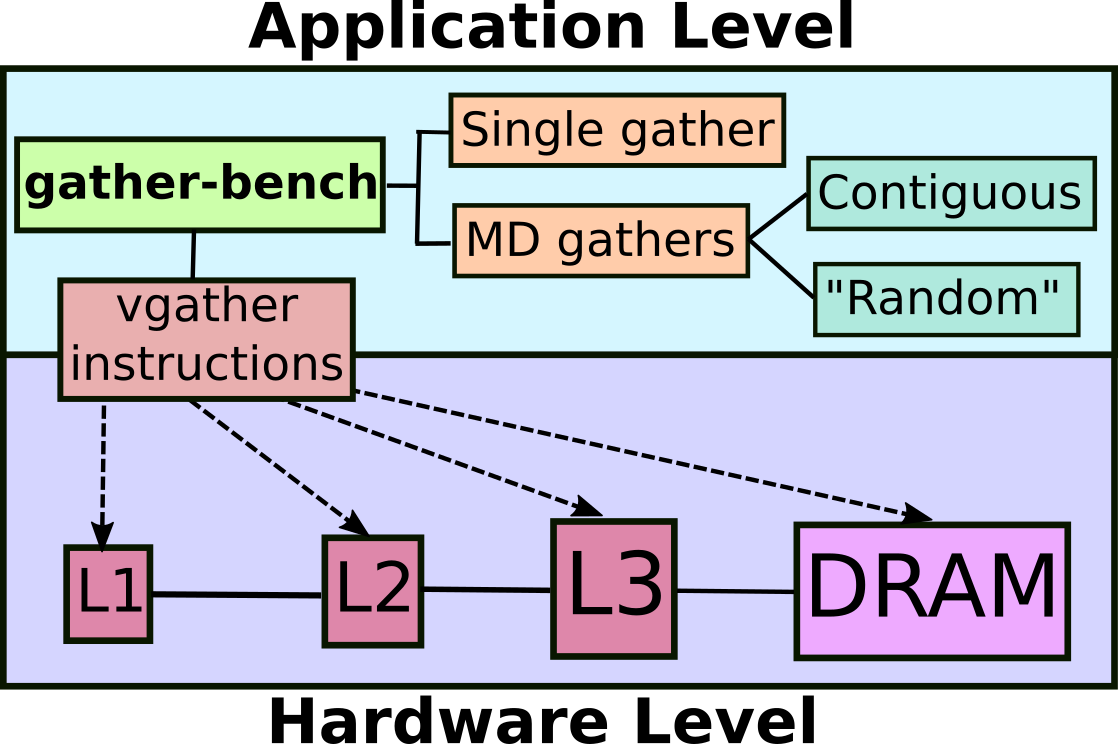 Application Level
Single gather
gather-bench
Contiguous
MD gathers
"Random"
vgather
instructions
L1
L2
L3
DRAM
Hardware Level